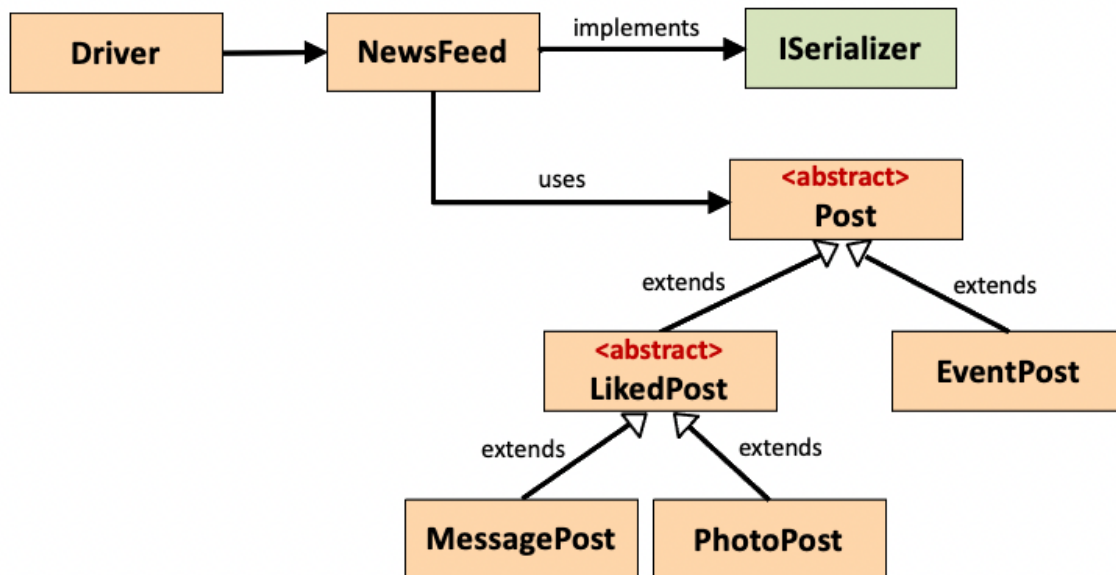 Driver
NewsFeed
implements
ISerializer
uses
<abstract>
Post
extends
extends
<abstract>
LikedPost
EventPost
extends
extends
MessagePost
PhotoPost